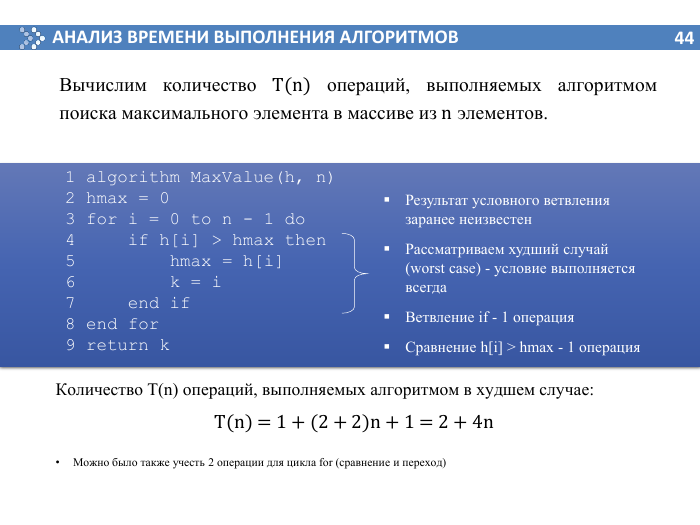 АНАЛИЗ ВРЕМЕНИ ВЫПОЛНЕНИЯ АЛГОРИТМОВ 44
Вычислим количество T(n) операций, выполняемых алгоритмом
поиска максимального элемента в массиве из n элементов.
1 algorithm MaxValue(h, n)
2 hmax = 0
3 for i = 0 to n - 1 do
4     if h[i] > hmax then
5         hmax = h[i]
6         k = i
7     end if
8 end for
9 return k
▪ Результат условного ветвления
заранее неизвестен
▪ Рассматриваем худший случай
(worst case) - условие выполняется
всегда
▪ Ветвление if - 1 операция
▪ Сравнение h[i] > hmax - 1 операция
Количество T(n) операций, выполняемых алгоритмом в худшем случае:
T(n) = 1 + (2 + 2)n + 1 = 2 + 4n
• Можно было также учесть 2 операции для цикла for (сравнение и переход)